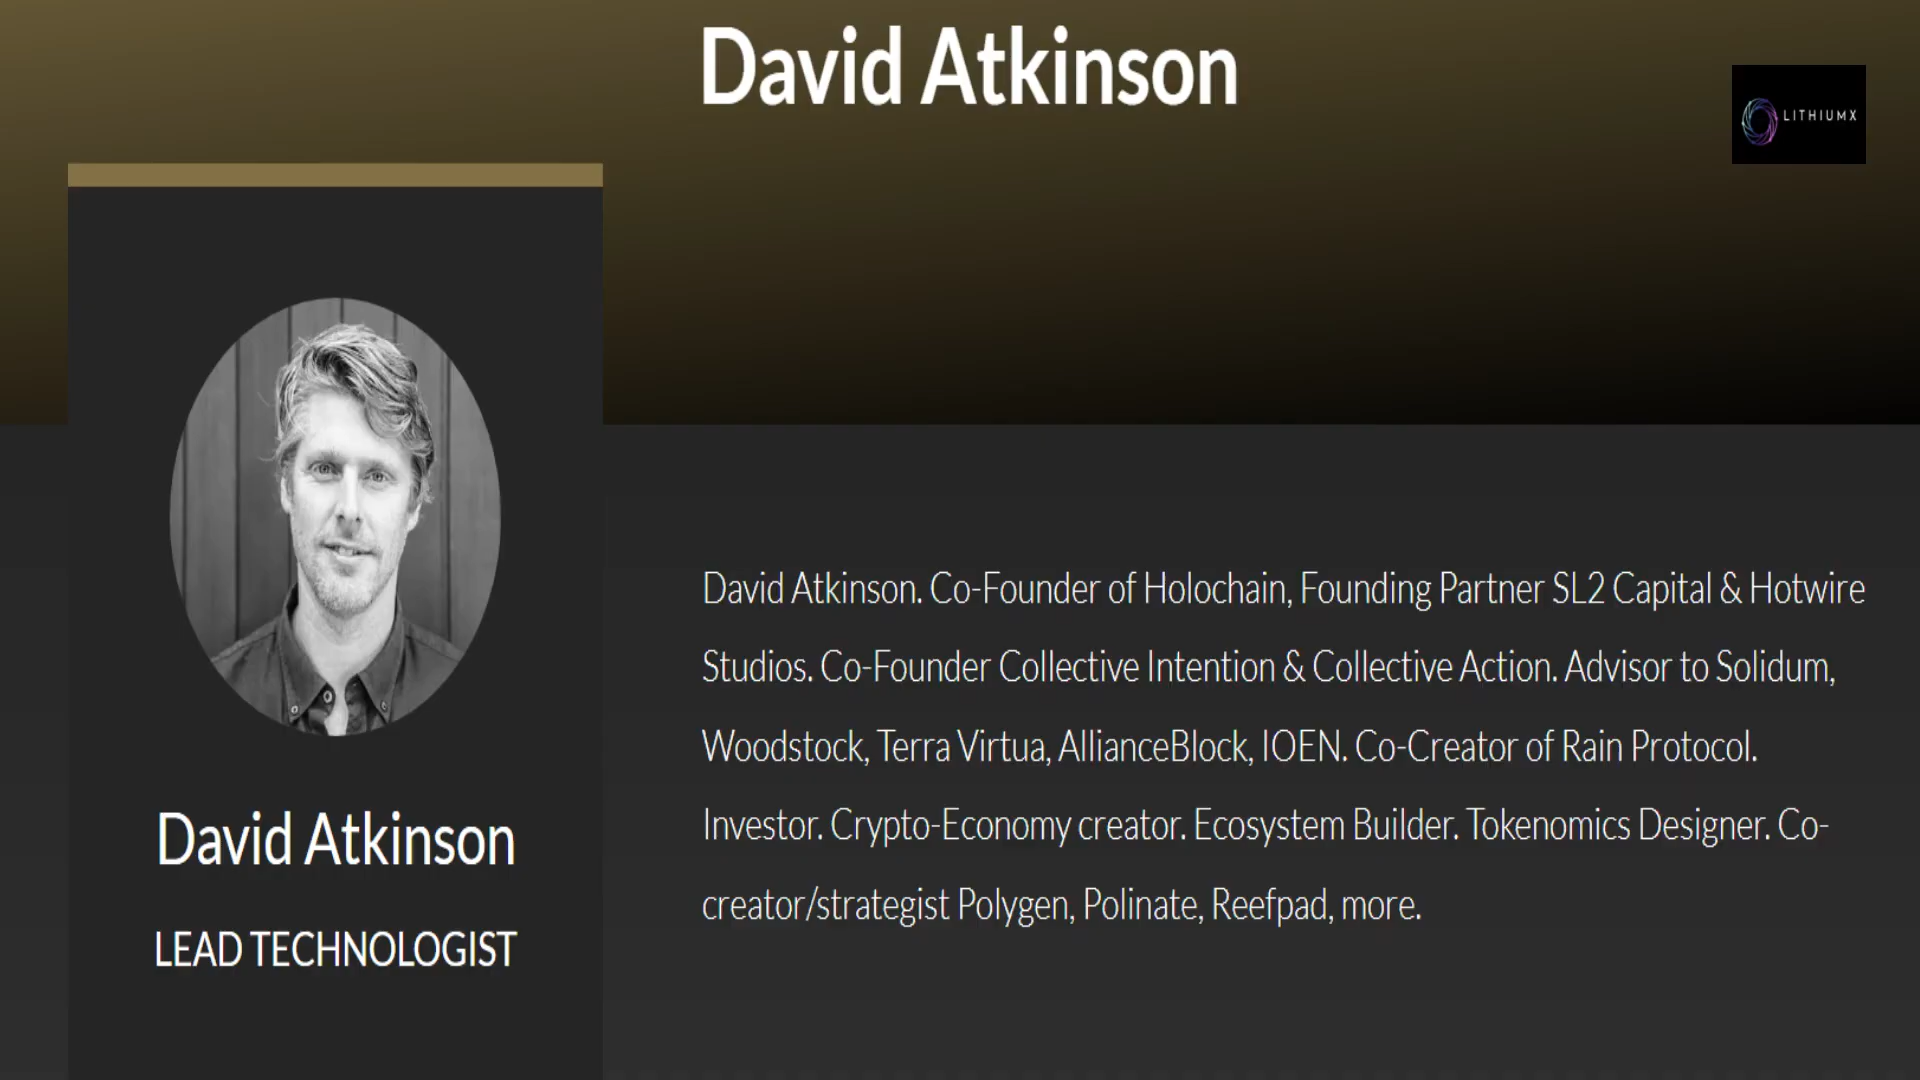 David Atkinson
LITHIUMX
David Atkinson
LEAD TECHNOLOGIST
David Atkinson. Co-Founder of Holochain, Founding Partner SL2 Capital & Hotwire
Studios. Co-Founder Collective Intention & Collective Action. Advisor to Solidum,
Woodstock, Terra Virtua, AllianceBlock, IOEN. Co-Creator of Rain Protocol.
Investor. Crypto-Economy creator. Ecosystem Builder. Tokenomics Designer. Co-
creator/strategist Polygen, Polinate, Reefpad, more.